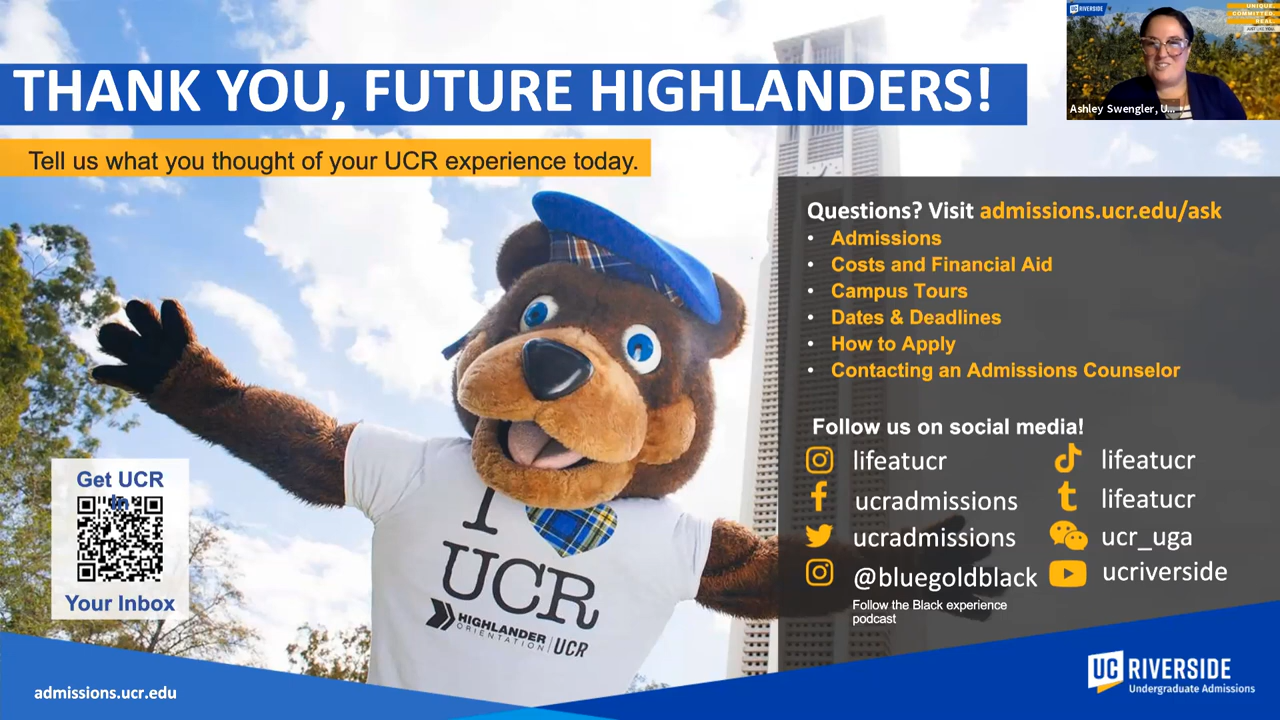 THANK YOU, FUTURE HIGHLANDERS!
Tell us what you thought of your UCR experience today.
UC RIVERSIDE
UNIQUE.
COMMITTED.
REAL.
JUST LIKE YOU.
Ashley Swengler, U...
Questions? Visit admissions.ucr.edu/ask
• Admissions
• Costs and Financial Aid
• Campus Tours
• Dates & Deadlines
• How to Apply
• Contacting an Admissions Counselor
Follow us on social media!
lifeatucr
lifeatucr
ucradmissions
lifeatucr
ucradmissions
ucr_uga
@bluegoldblack
ucriverside
Follow the Black experience
podcast
Get UCR
In
Your Inbox
I
UCR
HIGHLANDER
ORIENTATION | UCR
admissions.ucr.edu
UC RIVERSIDE
Undergraduate Admissions